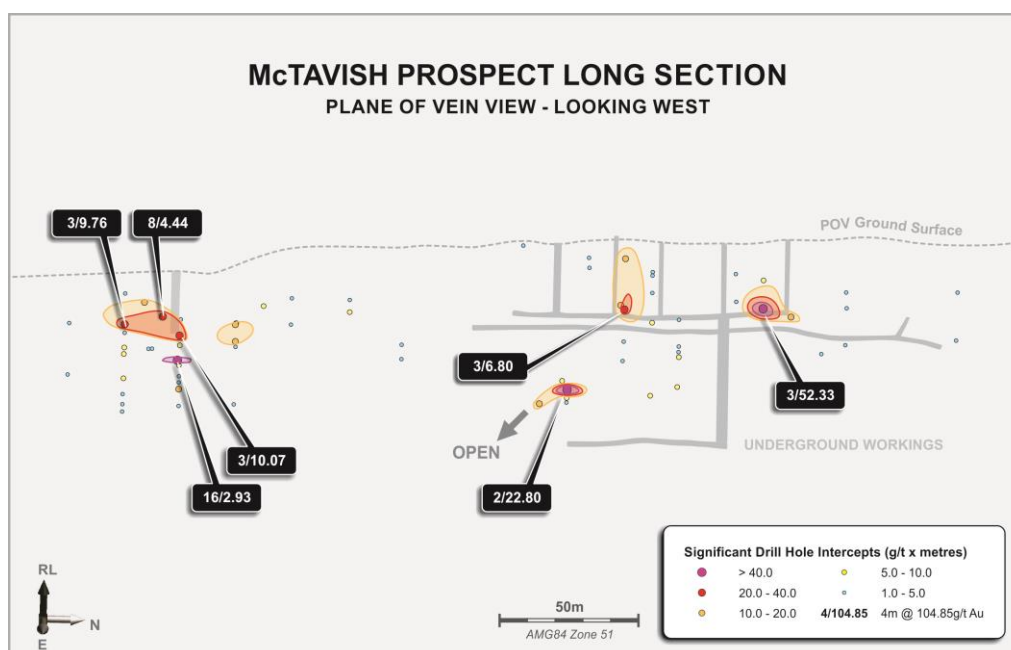 McTAVISH PROSPECT LONG SECTION
PLANE OF VEIN VIEW - LOOKING WEST
3/9.76
8/4.44
POV Ground Surface
3/6.80
3/52.33
OPEN
UNDERGROUND WORKINGS
3/10.07
16/2.93
2/22.80
Significant Drill Hole Intercepts (g/t x metres)
> 40.0
5.0 - 10.0
20.0 - 40.0
1.0 - 5.0
10.0 - 20.0
4/104.85 4m @ 104.85g/t Au
RL
N
E
50m
AMG84 Zone 51